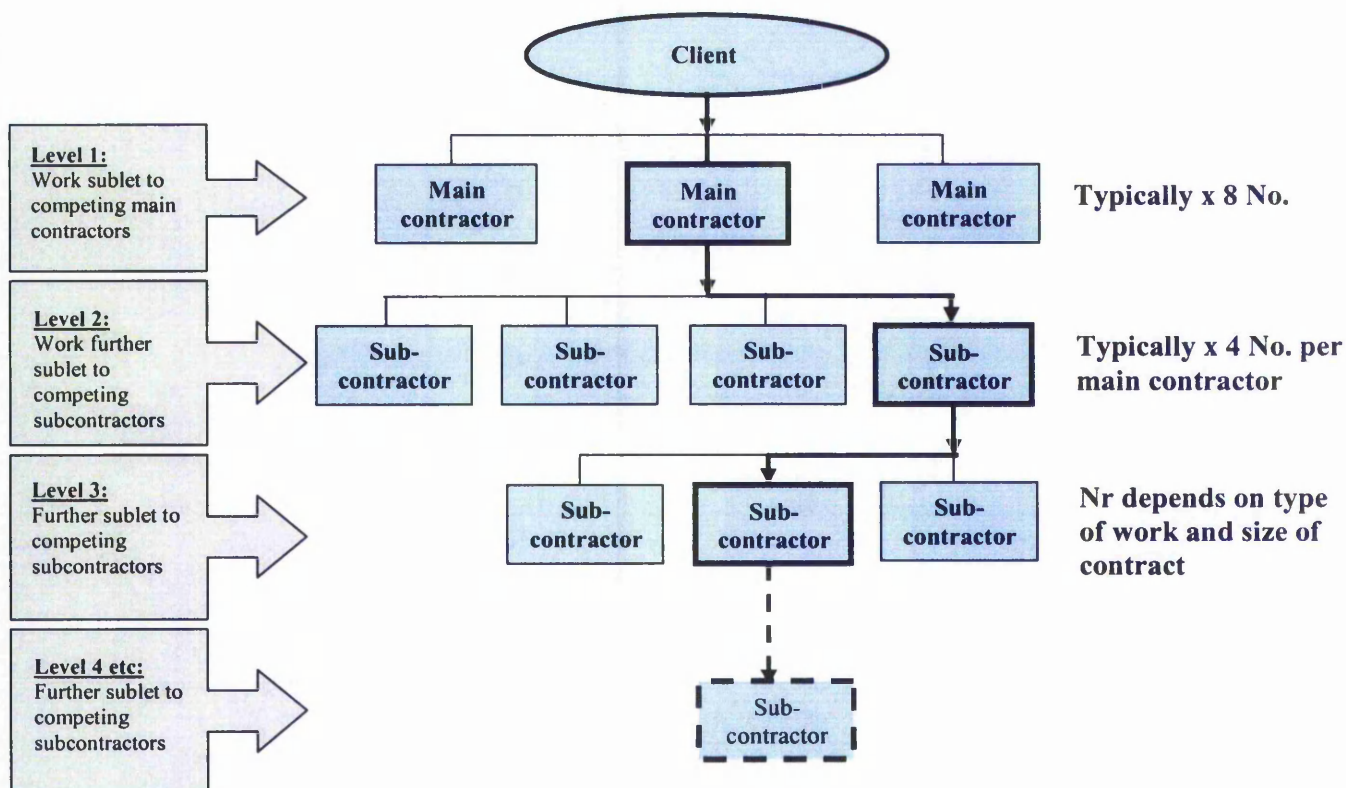 Client
Level 1:
Work sublet to
competing main
contractors
Main
contractor
Main
contractor
Main
contractor
Typically x 8 No.
Level 2:
Work further
sublet to
competing
subcontractors
Sub-
contractor
Sub-
contractor
Sub-
contractor
Sub-
contractor
Typically x 4 No. per
main contractor
Level 3:
Further sublet to
competing
subcontractors
Sub-
contractor
Sub-
contractor
Sub-
contractor
Nr depends on type
of work and size of
contract
Level 4 etc:
Further sublet to
competing
subcontractors
Sub-
contractor